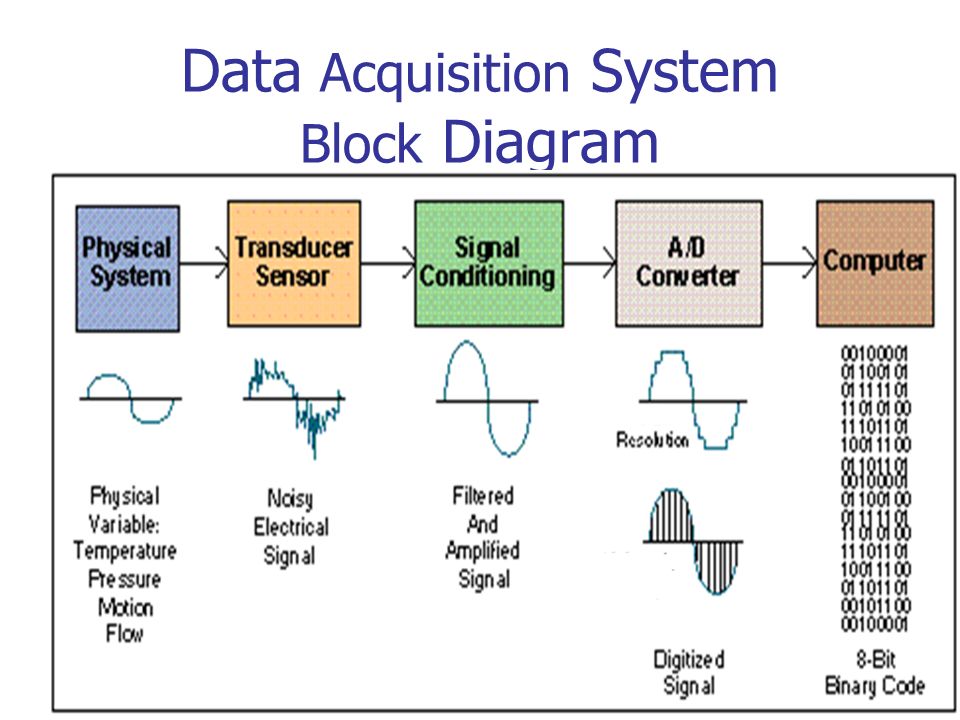 Data Acquisition System
Block Diagram
Physical
System
Transducer
Sensor
Signal
Conditioning
A/D
Converter
Computer
Physical
Variable:
Temperature
Pressure
Motion
Flow
Noisy
Electrical
Signal
Filtered
And
Amplified
Signal
Resolution
Digitized
Signal
00100001
01100101
01111101
11010100
11101101
10011100
01101101
00100001
01100100
01111101
11010100
11101101
10011100
01101101
00101100
00100001
8-Bit
Binary Code